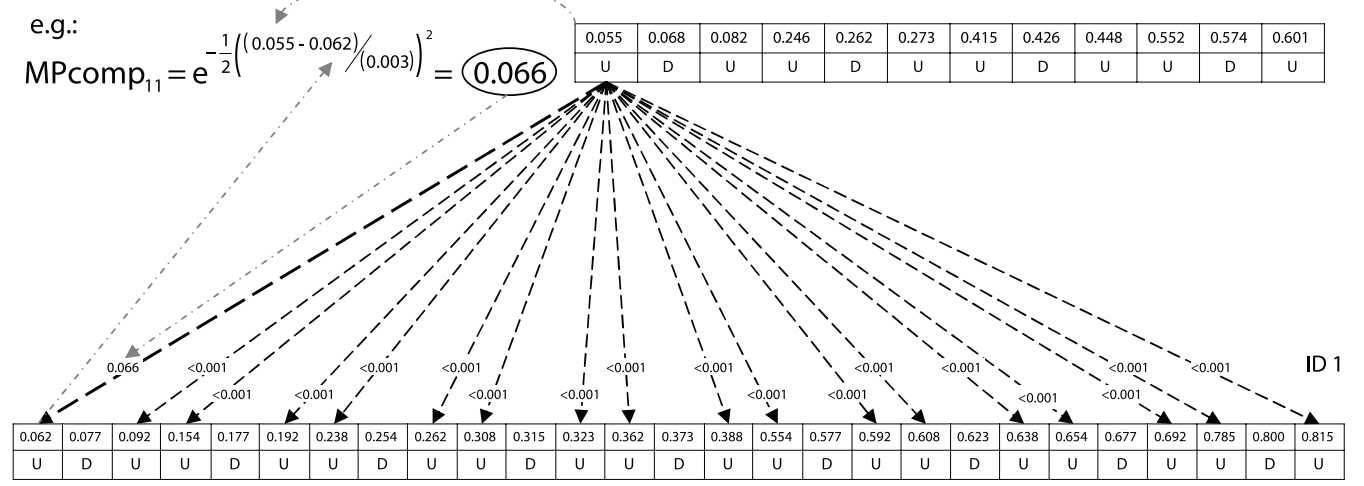 e.g.:
MPcomp₁₁ = e^(-1/2((0.055 - 0.062)/(0.003))²) = 0.066
0.055 0.068 0.082 0.246 0.262 0.273 0.415 0.426 0.448 0.552 0.574 0.601
U D U U D U U D U U D U
0.066 <0.001 <0.001 <0.001 <0.001 <0.001 <0.001 <0.001 <0.001 <0.001 <0.001
ID 1
<0.001 <0.001 <0.001 <0.001 <0.001 <0.001 <0.001 <0.001
0.062 0.077 0.092 0.154 0.177 0.192 0.238 0.254 0.262 0.308 0.315 0.323 0.362 0.373 0.388 0.554 0.577 0.592 0.608 0.623 0.638 0.654 0.677 0.692 0.785 0.800 0.815
U D U U D U U D U U D U U D U U D U U D U U D U U D U